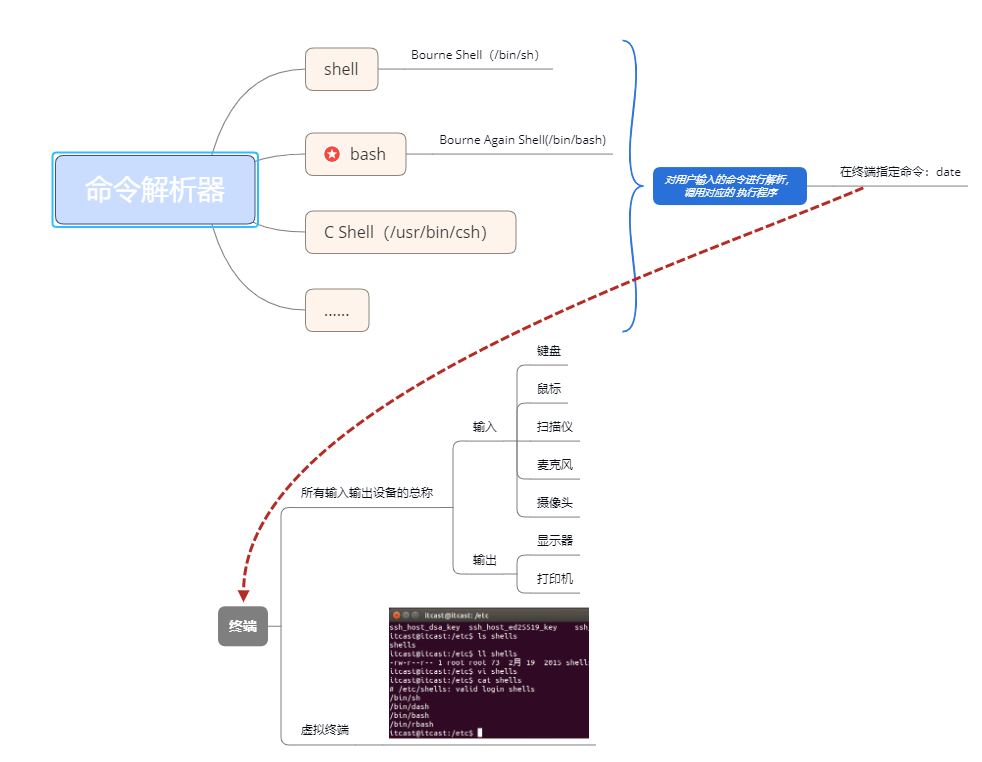 shell
Bourne Shell（/bin/sh）
bash
Bourne Again Shell(/bin/bash)
命令解析器
对用户输入的命令进行解析，
调用对应的 执行程序
在终端指定命令：date
C Shell（/usr/bin/csh）
......
键盘
鼠标
输入
扫描仪
麦克风
所有输入输出设备的总称
摄像头
显示器
输出
打印机
终端
itcast@itcast: /etc
ssh_host_dsa_key ssh_host_ed25519_key ssh_
itcast@itcast:/etc$ ls shells
shells
itcast@itcast:/etc$ ll shells
-rw-r--r-- 1 root root 73 2月 19 2015 shells
itcast@itcast:/etc$ vi shells
itcast@itcast:/etc$ cat shells
# /etc/shells: valid login shells
/bin/sh
/bin/dash
/bin/bash
/bin/rbash
itcast@itcast:/etc$
虚拟终端